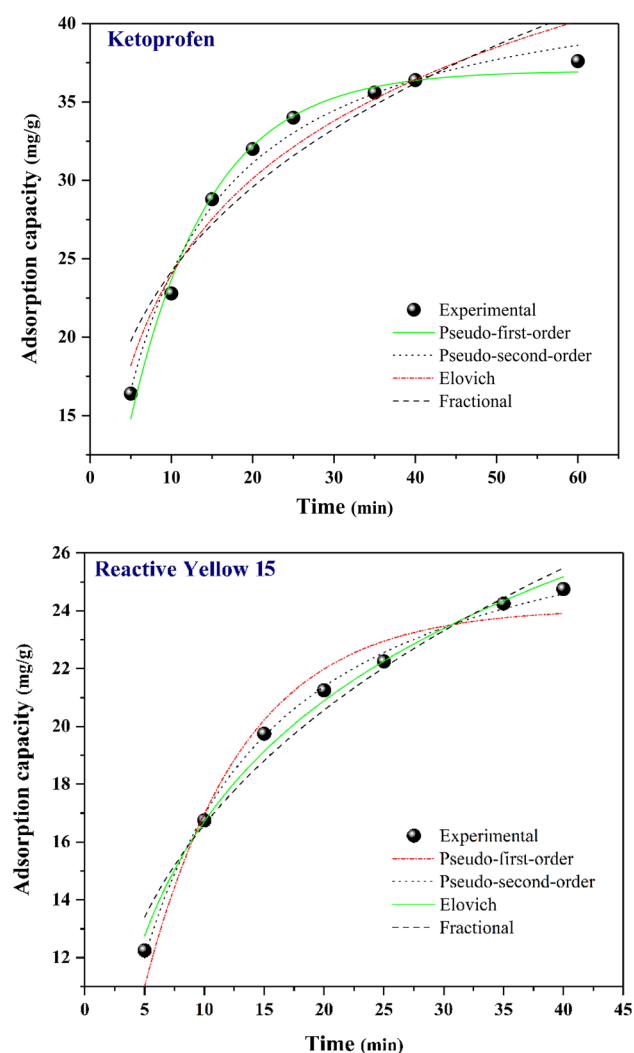 Ketoprofen
40
35
30
25
20
15
Adsorption capacity (mg/g)
Experimental
Pseudo-first-order
Pseudo-second-order
Elovich
Fractional
0 10 20 30 40 50 60
Time (min)
Reactive Yellow 15
26
24
22
20
18
16
14
12
Adsorption capacity (mg/g)
Experimental
Pseudo-first-order
Pseudo-second-order
Elovich
Fractional
0 5 10 15 20 25 30 35 40 45
Time (min)